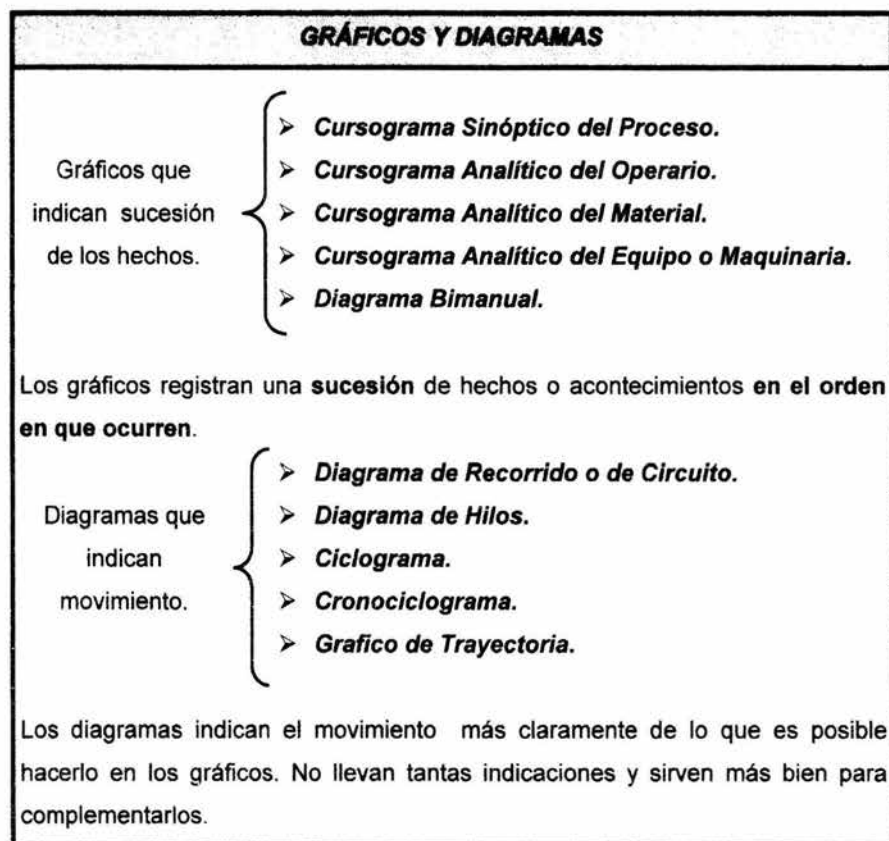 GRÁFICOS Y DIAGRAMAS
Gráficos que
indican sucesión
de los hechos.
➢ Cursograma Sinóptico del Proceso.
➢ Cursograma Analítico del Operario.
➢ Cursograma Analítico del Material.
➢ Cursograma Analítico del Equipo o Maquinaria.
➢ Diagrama Bimanual.
Los gráficos registran una sucesión de hechos o acontecimientos en el orden
en que ocurren.
Diagramas que
indican
movimiento.
➢ Diagrama de Recorrido o de Circuito.
➢ Diagrama de Hilos.
➢ Ciclograma.
➢ Cronociclograma.
➢ Grafico de Trayectoria.
Los diagramas indican el movimiento más claramente de lo que es posible
hacerlo en los gráficos. No llevan tantas indicaciones y sirven más bien para
complementarlos.